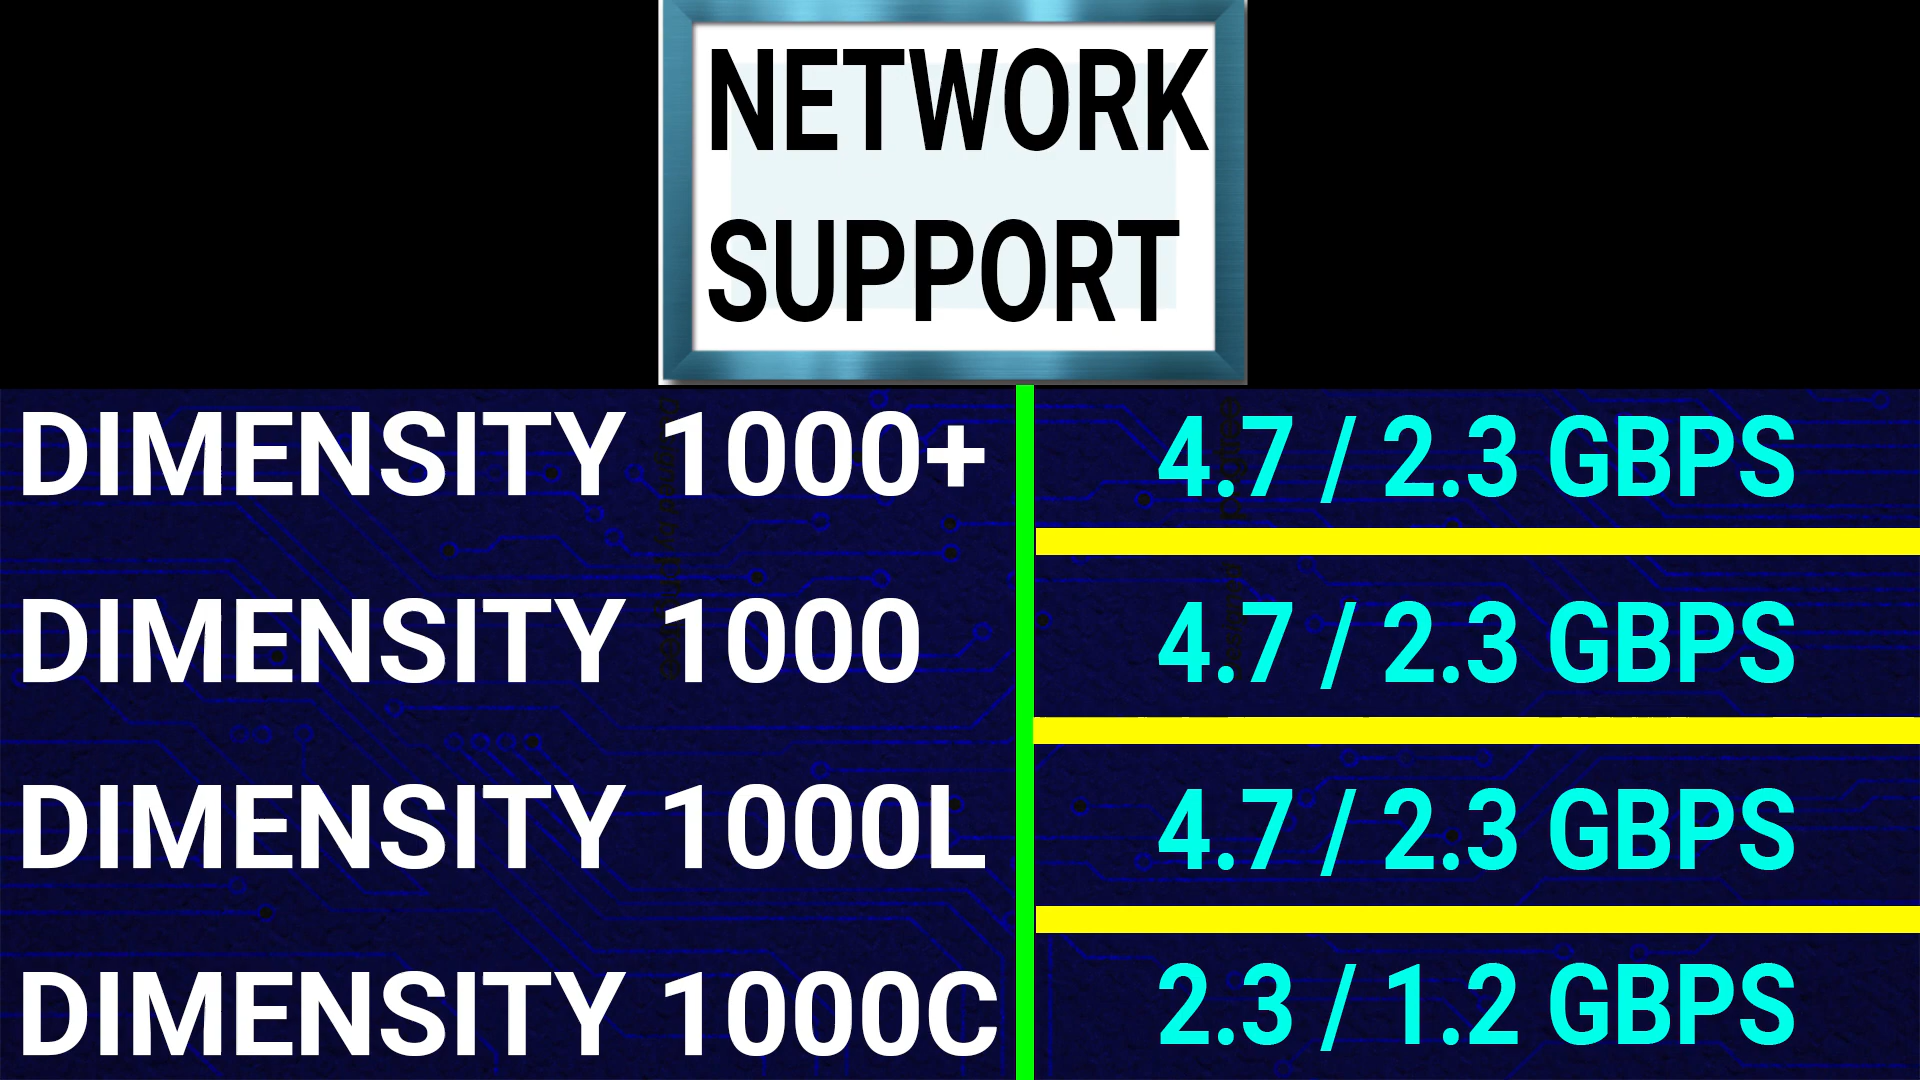 NETWORK
SUPPORT
DIMENSITY 1000+ 4.7 / 2.3 GBPS
DIMENSITY 1000 4.7 / 2.3 GBPS
DIMENSITY 1000L 4.7 / 2.3 GBPS
DIMENSITY 1000C 2.3 / 1.2 GBPS